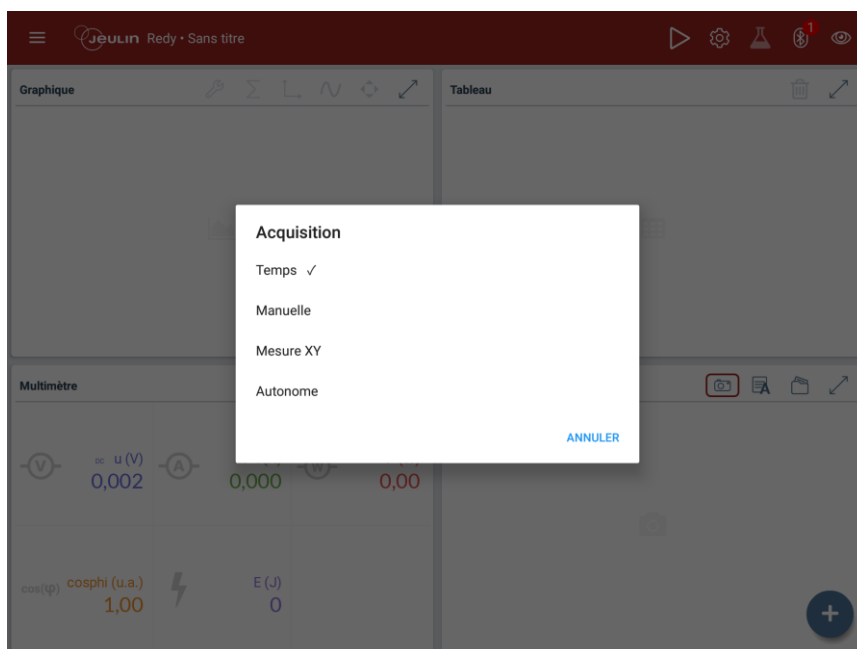 Jeulin Redy • Sans titre
1
Graphique
Tableau
Acquisition
Temps ✓
Manuelle
Mesure XY
Autonome
ANNULER
Multimètre
A
V
∝ u (V)
0,002
A
0,000
W
0,00
cos(φ)
cosphi (u.a.)
1,00
E (J)
0
+